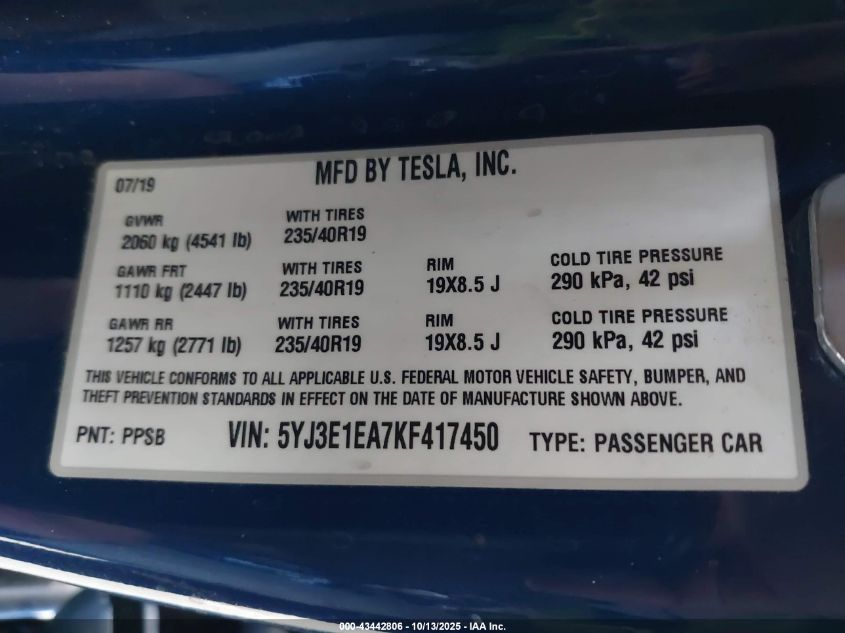 MFD BY TESLA, INC.
07/19
GVWR
2060 kg (4541 lb)
WITH TIRES
235/40R19
GAWR FRT
1110 kg (2447 lb)
WITH TIRES
235/40R19
RIM
19X8.5 J
COLD TIRE PRESSURE
290 kPa, 42 psi
GAWR RR
1257 kg (2771 lb)
WITH TIRES
235/40R19
RIM
19X8.5 J
COLD TIRE PRESSURE
290 kPa, 42 psi
THIS VEHICLE CONFORMS TO ALL APPLICABLE U.S. FEDERAL MOTOR VEHICLE SAFETY, BUMPER, AND
THEFT PREVENTION STANDARDS IN EFFECT ON THE DATE OF MANUFACTURE SHOWN ABOVE.
PNT: PPSB
VIN: 5YJ3E1EA7KF417450
TYPE: PASSENGER CAR
000-43442806 - 10/13/2025 - IAA Inc.